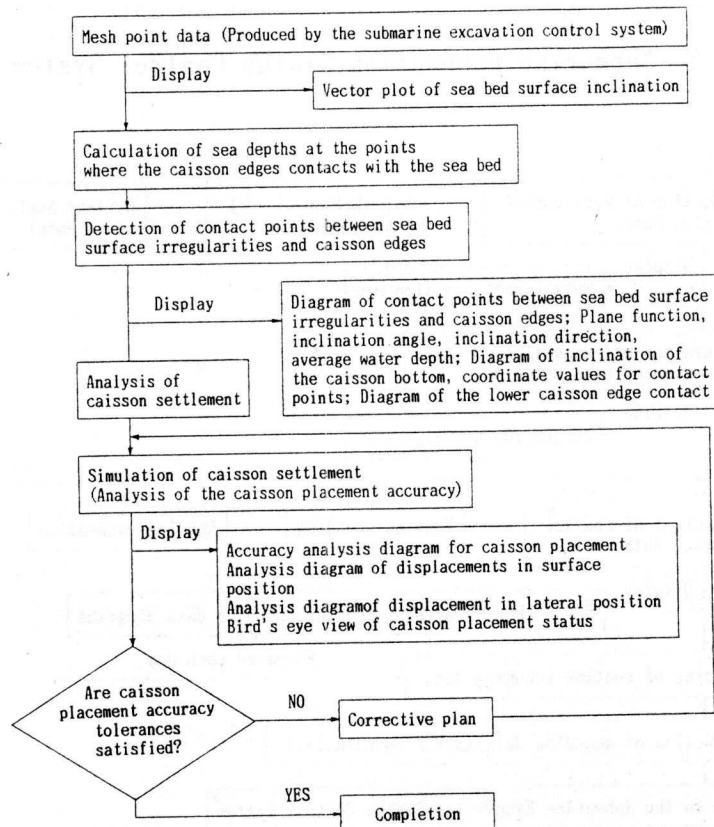 Mesh point data (Produced by the submarine excavation control system)
Display
Vector plot of sea bed surface inclination
Calculation of sea depths at the points
where the caisson edges contacts with the sea bed
Detection of contact points between sea bed
surface irregularities and caisson edges
Display
Diagram of contact points between sea bed surface
irregularities and caisson edges; Plane function,
inclination angle, inclination direction,
average water depth; Diagram of inclination of
the caisson bottom, coordinate values for contact
points; Diagram of the lower caisson edge contact
Analysis of
caisson settlement
Simulation of caisson settlement
(Analysis of the caisson placement accuracy)
Display
Accuracy analysis diagram for caisson placement
Analysis diagram of displacements in surface
position
Analysis diagramof displacement in lateral position
Bird's eye view of caisson placement status
Are caisson
placement accuracy
tolerances
satisfied?
NO
Corrective plan
YES
Completion